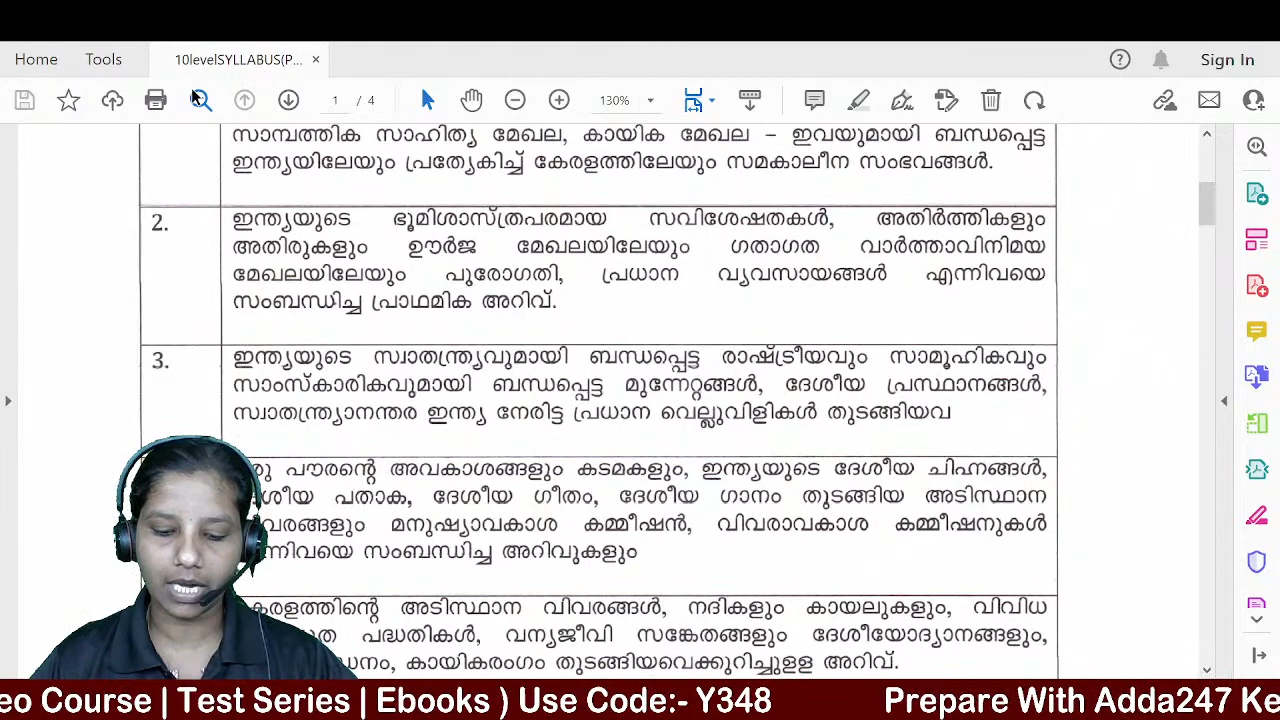 Home Tools 10levelSYLLABUS(P... × Sign In
1 / 4 130%
സാമ്പത്തിക സാഹിത്യ മേഖല, കായിക മേഖല – ഇവയുമായി ബന്ധപ്പെട്ട
ഇന്ത്യയിലേയും പ്രത്യേകിച്ച് കേരളത്തിലേയും സമകാലീന സംഭവങ്ങൾ.
2. ഇന്ത്യയുടെ ഭൂമിശാസ്ത്രപരമായ സവിശേഷതകൾ, അതിർത്തികളും
അതിരുകളും ഊർജ മേഖലയിലേയും ഗതാഗത വാർത്താവിനിമയ
മേഖലയിലേയും പുരോഗതി, പ്രധാന വ്യവസായങ്ങൾ എന്നിവയെ
സംബന്ധിച്ച പ്രാഥമിക അറിവ്.
3. ഇന്ത്യയുടെ സ്വാതന്ത്ര്യവുമായി ബന്ധപ്പെട്ട രാഷ്ട്രീയവും സാമൂഹികവും
സാംസ്കാരികവുമായി ബന്ധപ്പെട്ട മുന്നേറ്റങ്ങൾ, ദേശീയ പ്രസ്ഥാനങ്ങൾ,
സ്വാതന്ത്ര്യാനന്തര ഇന്ത്യ നേരിട്ട പ്രധാന വെല്ലുവിളികൾ തുടങ്ങിയവ
പൗരന്റെ അവകാശങ്ങളും കടമകളും, ഇന്ത്യയുടെ ദേശീയ ചിഹ്നങ്ങൾ,
പതാക, ദേശീയ ഗീതം, ദേശീയ ഗാനം തുടങ്ങിയ അടിസ്ഥാന
മനുഷ്യാവകാശ കമ്മീഷൻ, വിവരാവകാശ കമ്മീഷനുകൾ
സംബന്ധിച്ച അറിവുകളും
അടിസ്ഥാന വിവരങ്ങൾ, നദികളും കായലുകളും, വിവിധ
പദ്ധതികൾ, വന്യജീവി സങ്കേതങ്ങളും ദേശീയോദ്യാനങ്ങളും,
കായികരംഗം തുടങ്ങിയവെക്കുറിച്ചുളള അറിവ്.
eo Course | Test Series | Ebooks ) Use Code:- Y348 Prepare With Adda247 Ke